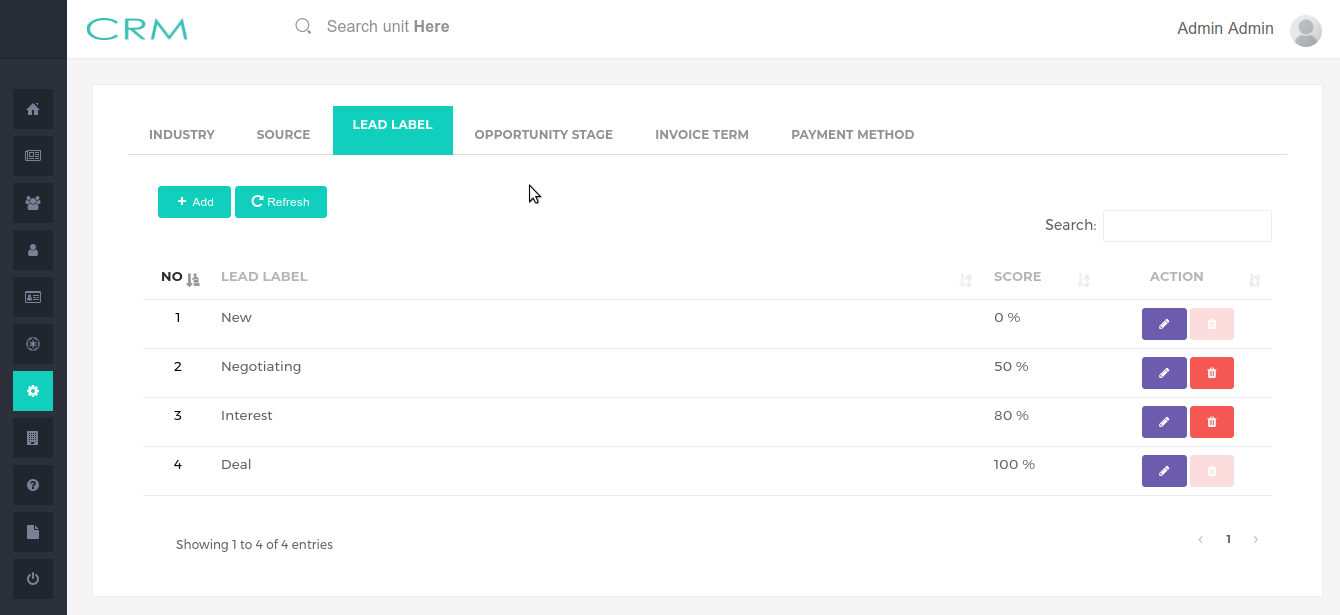 CRM
Search unit Here
Admin Admin
INDUSTRY SOURCE LEAD LABEL OPPORTUNITY STAGE INVOICE TERM PAYMENT METHOD
Add Refresh
Search:
NO LEAD LABEL SCORE ACTION
1 New 0 %
2 Negotiating 50 %
3 Interest 80 %
4 Deal 100 %
Showing 1 to 4 of 4 entries
‹ 1 ›